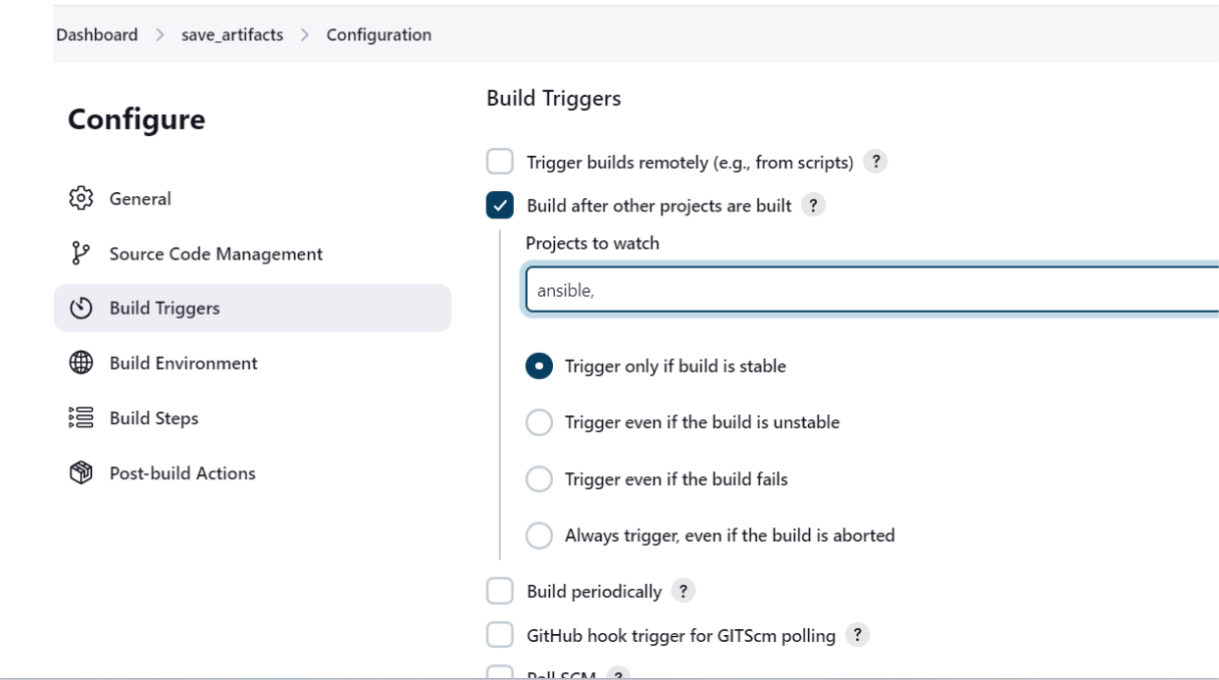 Dashboard > save_artifacts > Configuration
Configure
General
Source Code Management
Build Triggers
Build Environment
Build Steps
Post-build Actions
Build Triggers
Trigger builds remotely (e.g., from scripts) ?
Build after other projects are built ?
Projects to watch
ansible,
Trigger only if build is stable
Trigger even if the build is unstable
Trigger even if the build fails
Always trigger, even if the build is aborted
Build periodically ?
GitHub hook trigger for GITScm polling ?
Poll SCM ?